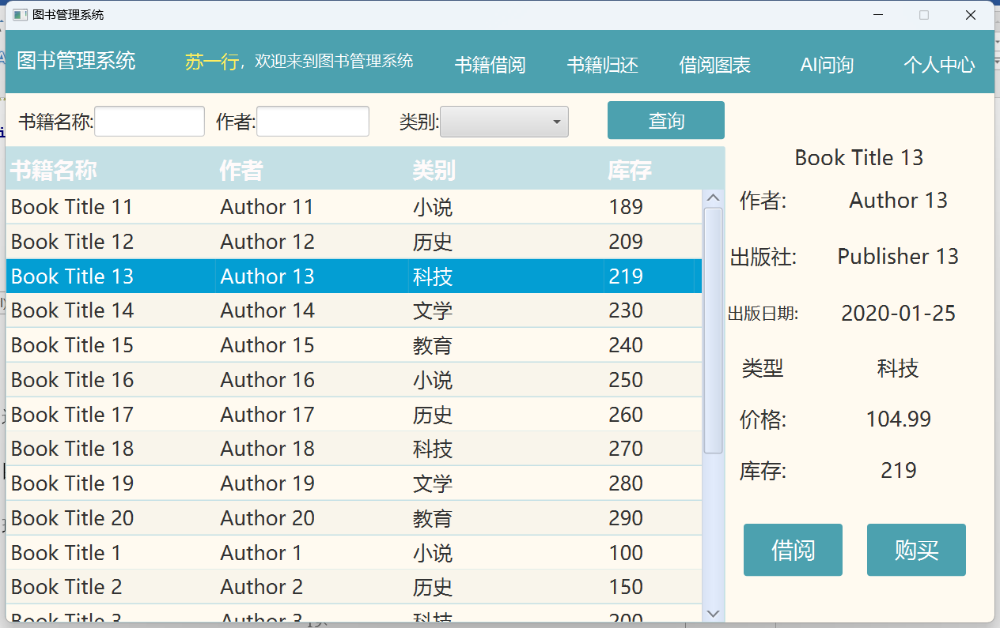 图书管理系统
图书管理系统 苏一行，欢迎来到图书管理系统 书籍借阅 书籍归还 借阅图表 AI问询 个人中心
书籍名称: 作者: 类别: 查询
书籍名称 作者 类别 库存
Book Title 11 Author 11 小说 189
Book Title 12 Author 12 历史 209
Book Title 13 Author 13 科技 219
Book Title 14 Author 14 文学 230
Book Title 15 Author 15 教育 240
Book Title 16 Author 16 小说 250
Book Title 17 Author 17 历史 260
Book Title 18 Author 18 科技 270
Book Title 19 Author 19 文学 280
Book Title 20 Author 20 教育 290
Book Title 1 Author 1 小说 100
Book Title 2 Author 2 历史 150
Book Title 3 Author 3 科技 200
Book Title 13
作者: Author 13
出版社: Publisher 13
出版日期: 2020-01-25
类型 科技
价格: 104.99
库存: 219
借阅 购买